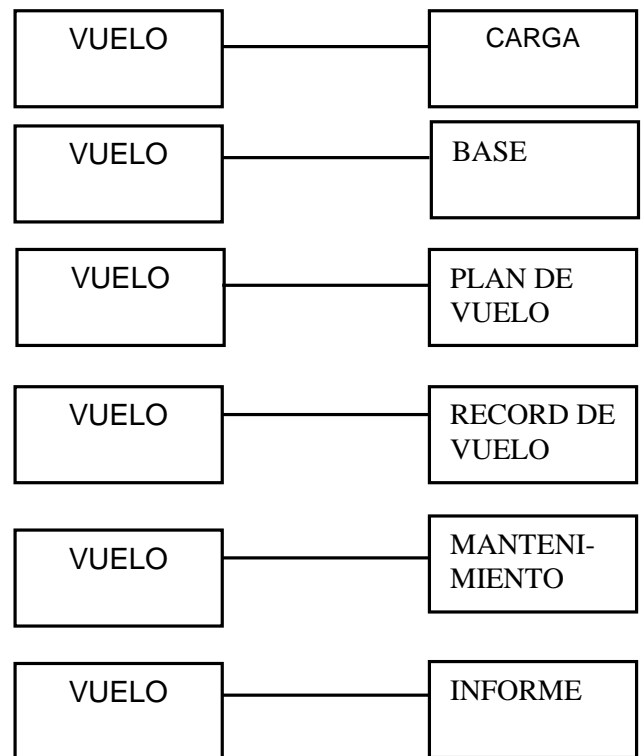 VUELO
CARGA
VUELO
BASE
VUELO
PLAN DE
VUELO
VUELO
RECORD DE
VUELO
VUELO
MANTENI-
MIENTO
VUELO
INFORME